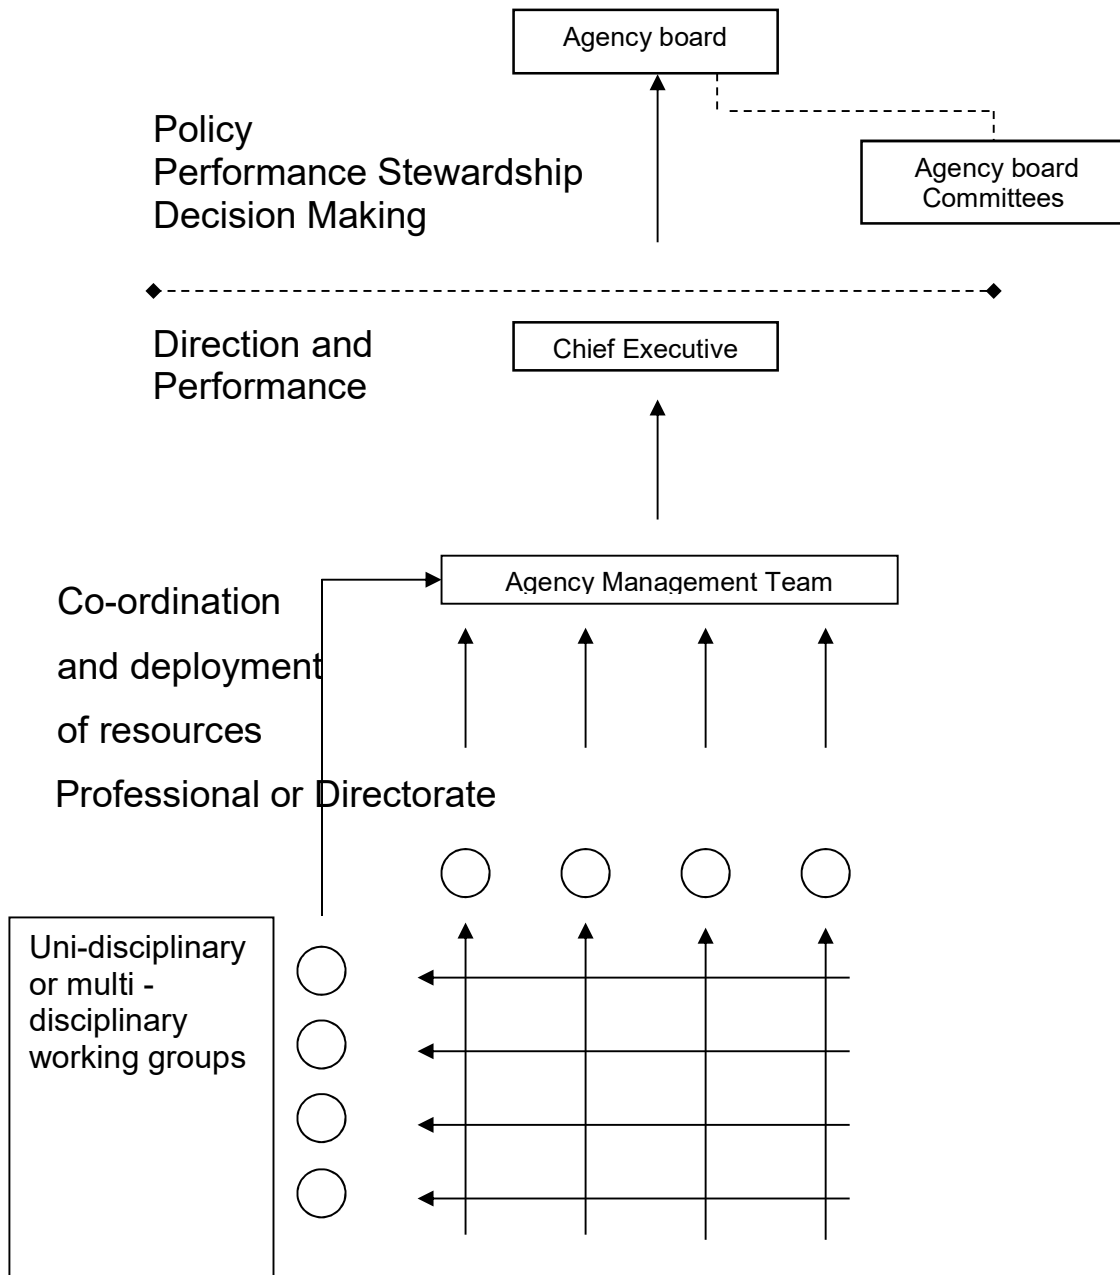 Agency board
Policy
Performance Stewardship
Decision Making
Agency board
Committees
Direction and
Performance
Chief Executive
Agency Management Team
Co-ordination
and deployment
of resources
Professional or Directorate
Uni-disciplinary
or multi -
disciplinary
working groups